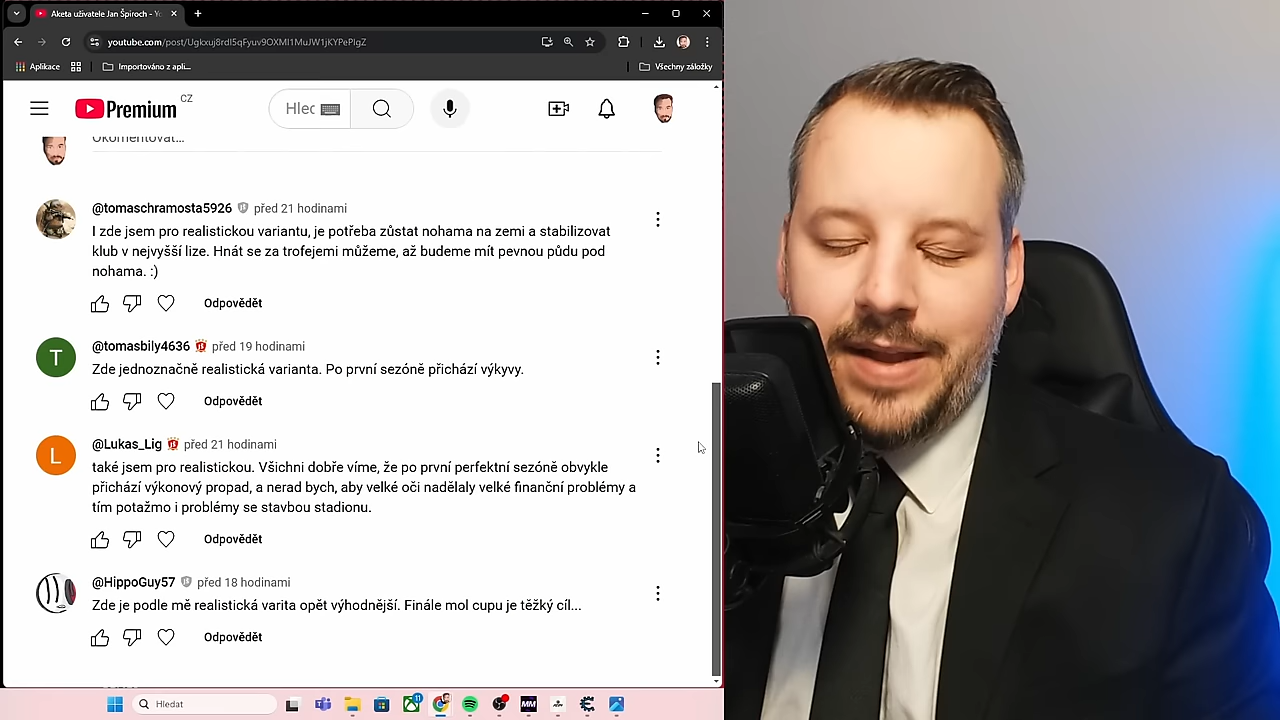 Aketa uživatele Jan Špiroch - Yo
youtube.com/post/
Aplikace
Importováno z apli...
Všechny záložky
Premium CZ
Hlec
Okomentovat...
@tomaschramosta5926 před 21 hodinami
I zde jsem pro realistickou variantu, je potřeba zůstat nohama na zemi a stabilizovat
klub v nejvyšší lize. Hnát se za trofejemi můžeme, až budeme mít pevnou půdu pod
nohama. :)
Odpovědět
T
@tomasbily4636 před 19 hodinami
Zde jednoznačně realistická varianta. Po první sezóně přichází výkyvy.
Odpovědět
L
@Lukas_Lig před 21 hodinami
také jsem pro realistickou. Všichni dobře víme, že po první perfektní sezóně obvykle
přichází výkonový propad, a nerad bych, aby velké oči nadělaly velké finanční problémy a
tím potažmo i problémy se stavbou stadionu.
Odpovědět
@HippoGuy57 před 18 hodinami
Zde je podle mě realistická varita opět výhodnější. Finále mol cupu je těžký cíl...
Odpovědět
Hledat